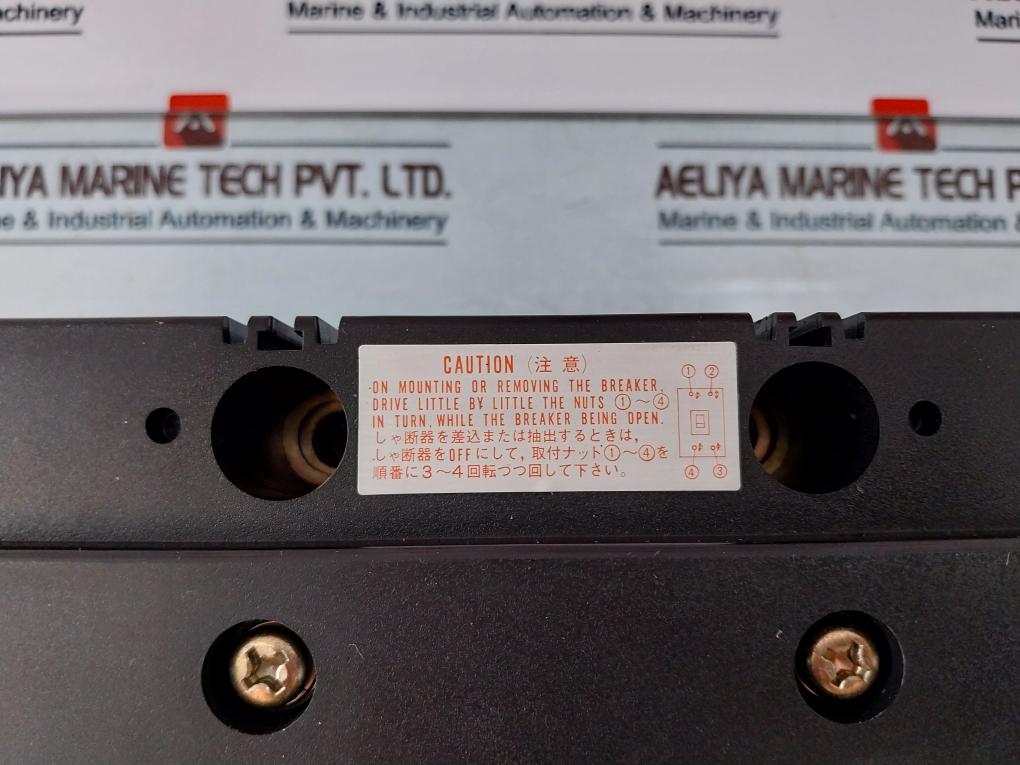 achinery
Marine & Industrial Automation & Machinery
Mari
IYA MARINE TECH PVT. LTD.
e & Industrial Automation & Machinery
AELIYA MARINE TECH P
Marine & Industrial Automation &
CAUTION (注意)
ON MOUNTING OR REMOVING THE BREAKER,
DRIVE LITTLE BY LITTLE THE NUTS ①～④
IN TURN, WHILE THE BREAKER BEING OPEN.
しゃ断器を差込または抽出するときは,
しゃ断器をOFFにして, 取付ナット①～④を
順番に3～4回転づつ回して下さい。
① ②
④ ③